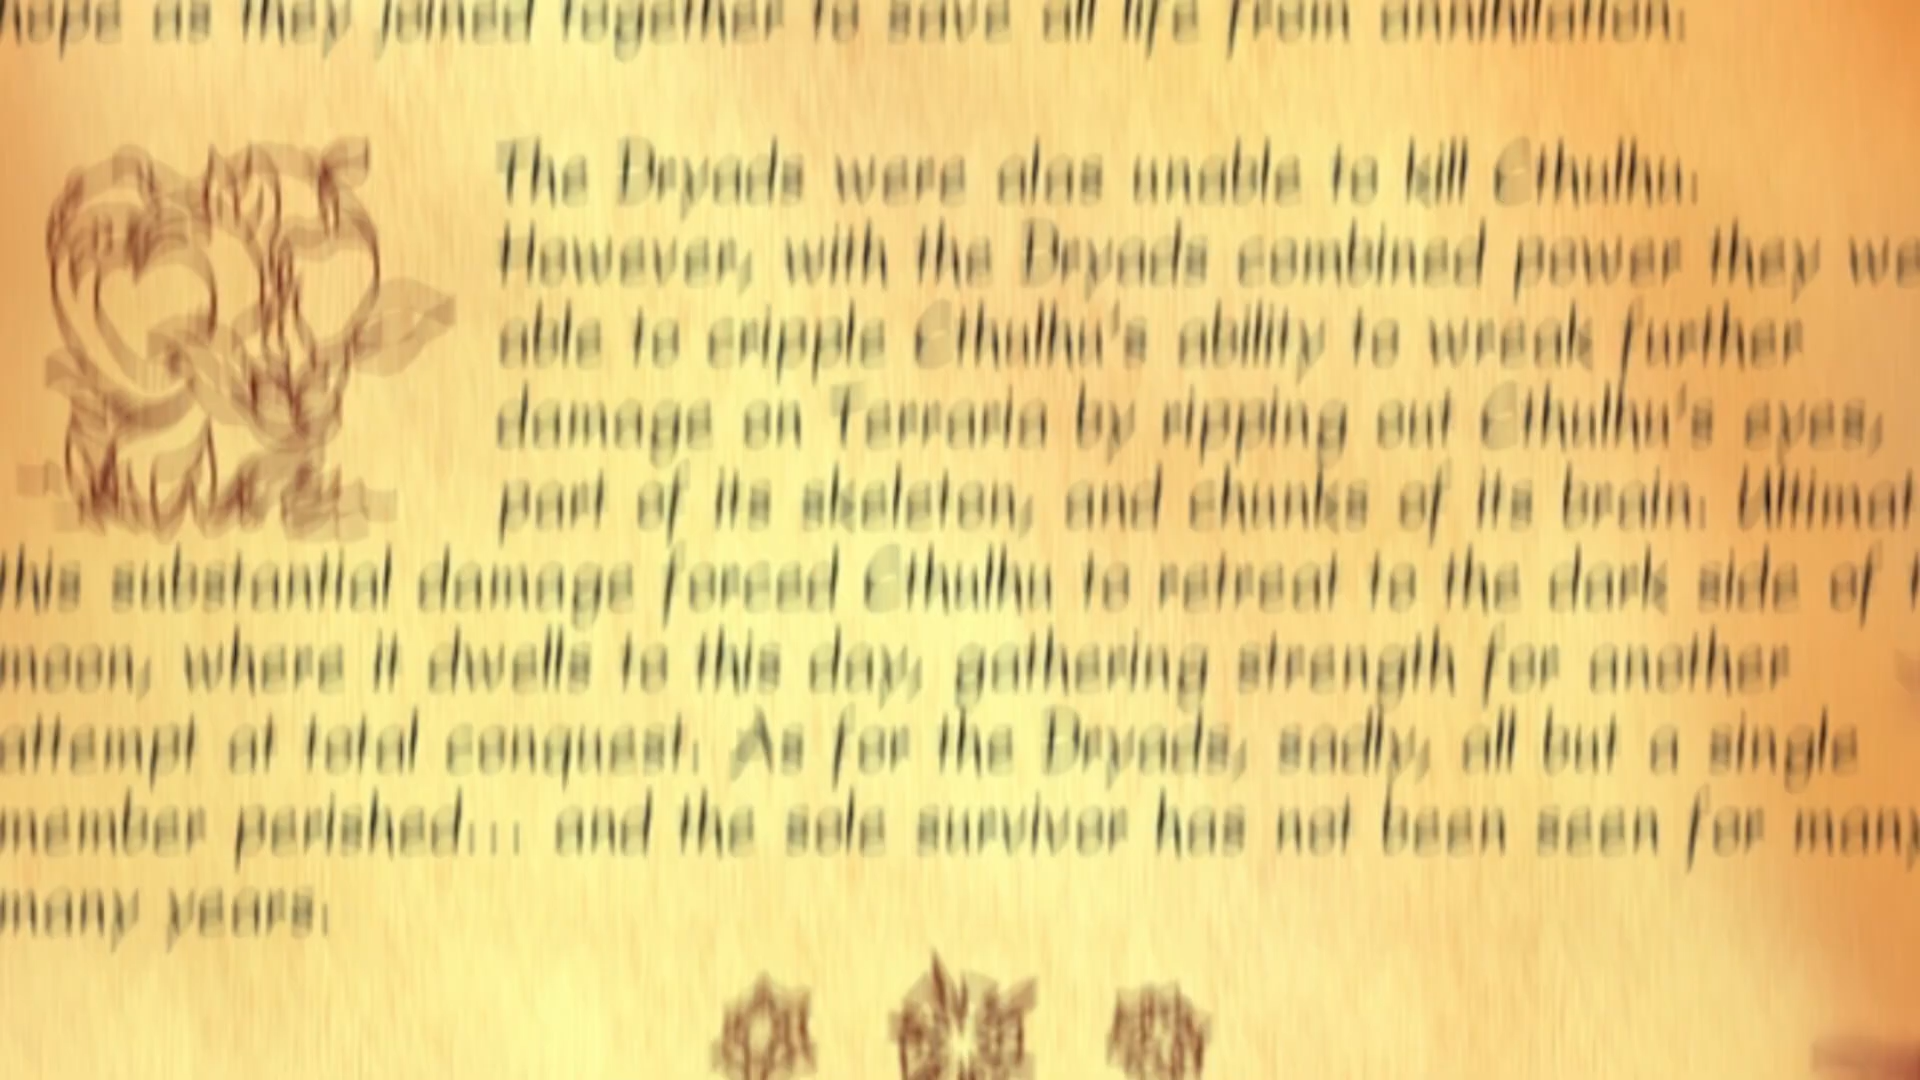 hope as they joined together to save all life from annihilation.
The Dryads were alas unable to kill Cthulhu.
However, with the Dryads combined power they we
able to cripple Cthulhu's ability to wreak further
damage on Terraria by ripping out Cthulhu's eyes,
part of its skeleton, and chunks of its brain. Ultimat
this substantial damage forced Cthulhu to retreat to the dark side of t
moon, where it dwells to this day, gathering strength for another
attempt at total conquest. As for the Dryads, sadly, all but a single
member perished... and the sole survivor has not been seen for many
many years.